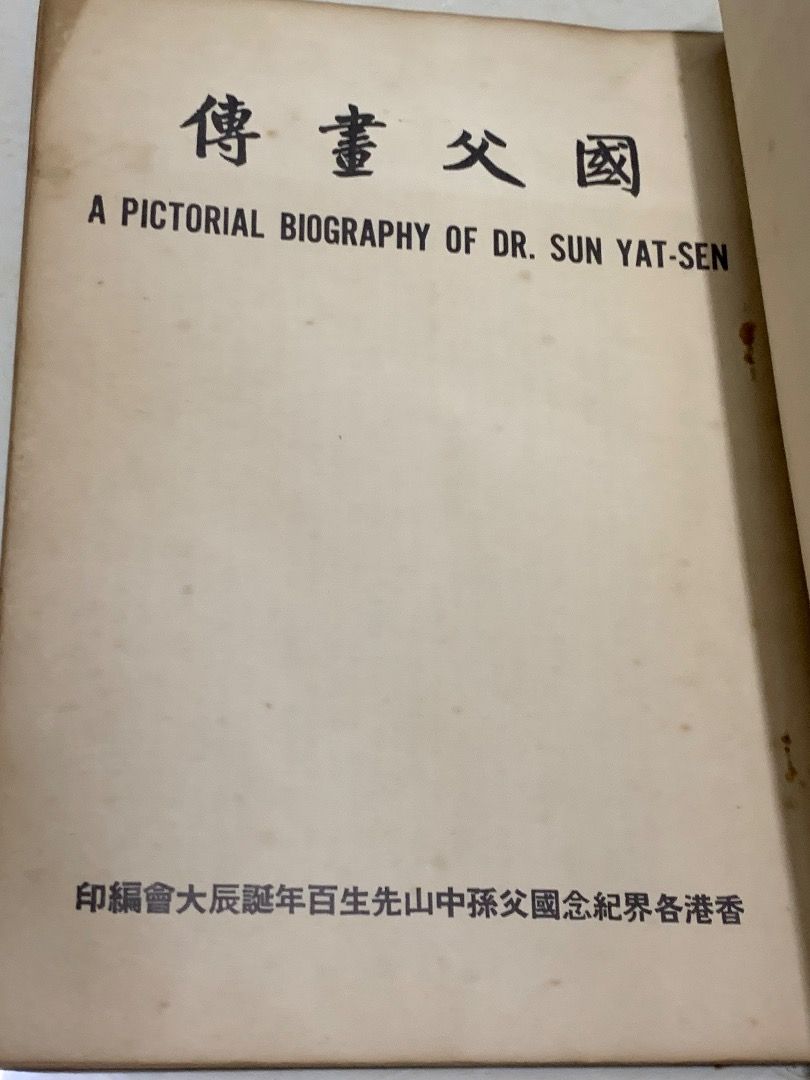 國父畫傳
A PICTORIAL BIOGRAPHY OF DR. SUN YAT-SEN
香港各界紀念國父孫中山先生百年誕辰大會編印